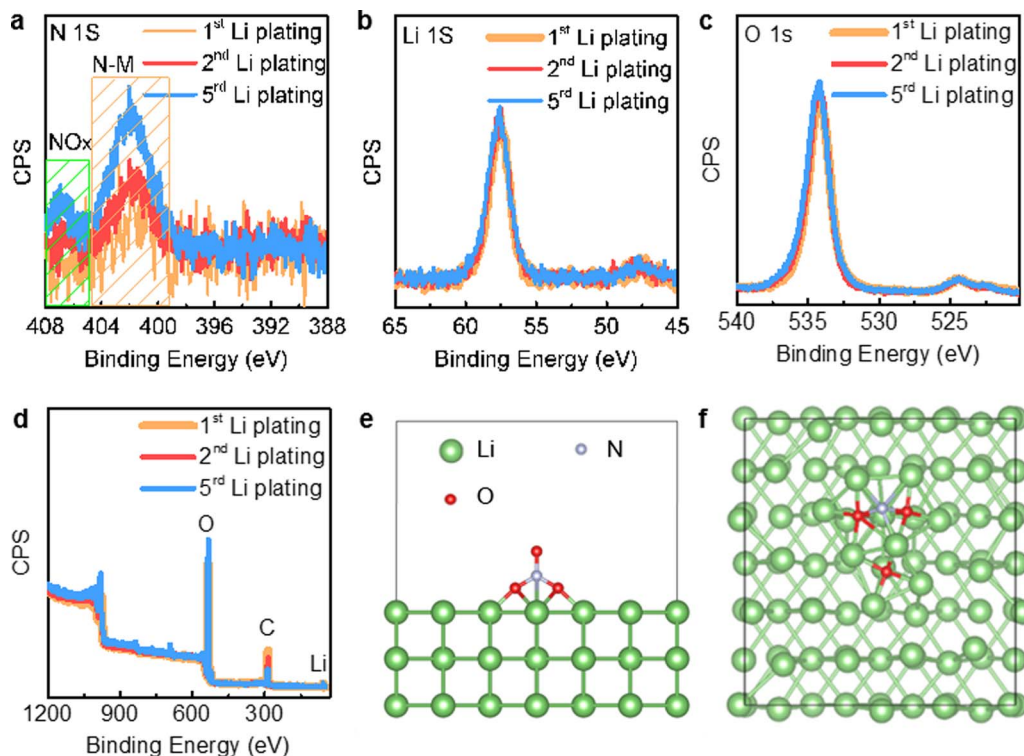 a
N 1S
1st Li plating
N-M
2nd Li plating
5rd Li plating
NOx
CPS
408 404 400 396 392 388
Binding Energy (eV)
b
Li 1S
1st Li plating
2nd Li plating
5rd Li plating
CPS
65 60 55 50 45
Binding Energy (eV)
c
O 1s
1st Li plating
2nd Li plating
5rd Li plating
CPS
540 535 530 525
Binding Energy (eV)
d
1st Li plating
2nd Li plating
5rd Li plating
O
C
Li
CPS
1200 900 600 300
Binding Energy (eV)
e
Li N
O
f